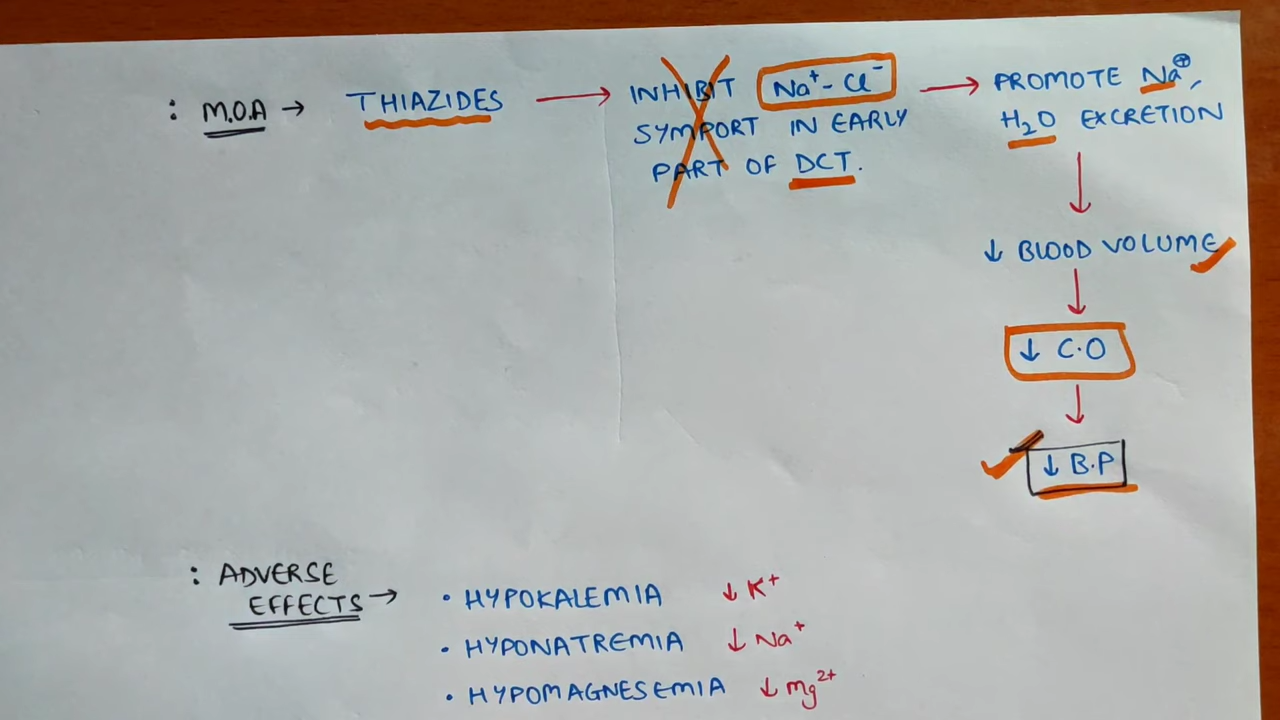 : M.O.A → THIAZIDES → INHIBIT Na⁺ - Cl⁻ → PROMOTE Na⊕,
SYMPORT IN EARLY
PART OF DCT.
H₂O EXCRETION
↓ BLOOD VOLUME
↓ C.O
↓ B.P
: ADVERSE
EFFECTS →
• HYPOKALEMIA ↓ K⁺
• HYPONATREMIA ↓ Na⁺
• HYPOMAGNESEMIA ↓ Mg²⁺